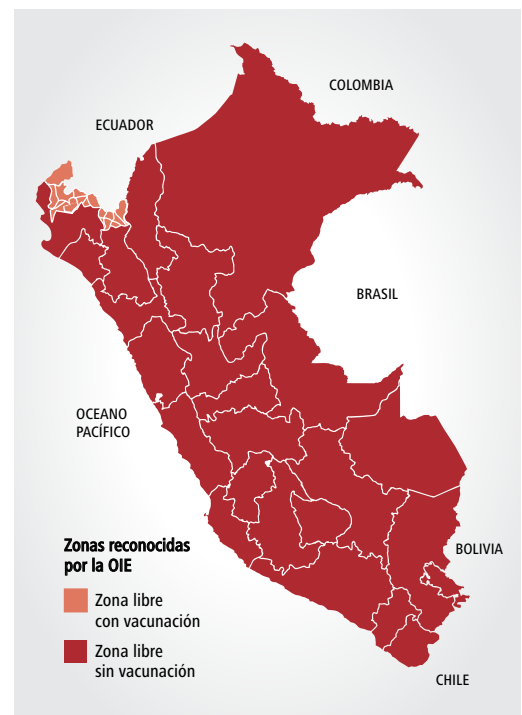 COLOMBIA
ECUADOR
BRASIL
OCEANO
PACÍFICO
Zonas reconocidas
por la OIE
BOLIVIA
Zona libre
con vacunación
Zona libre
sin vacunación
CHILE